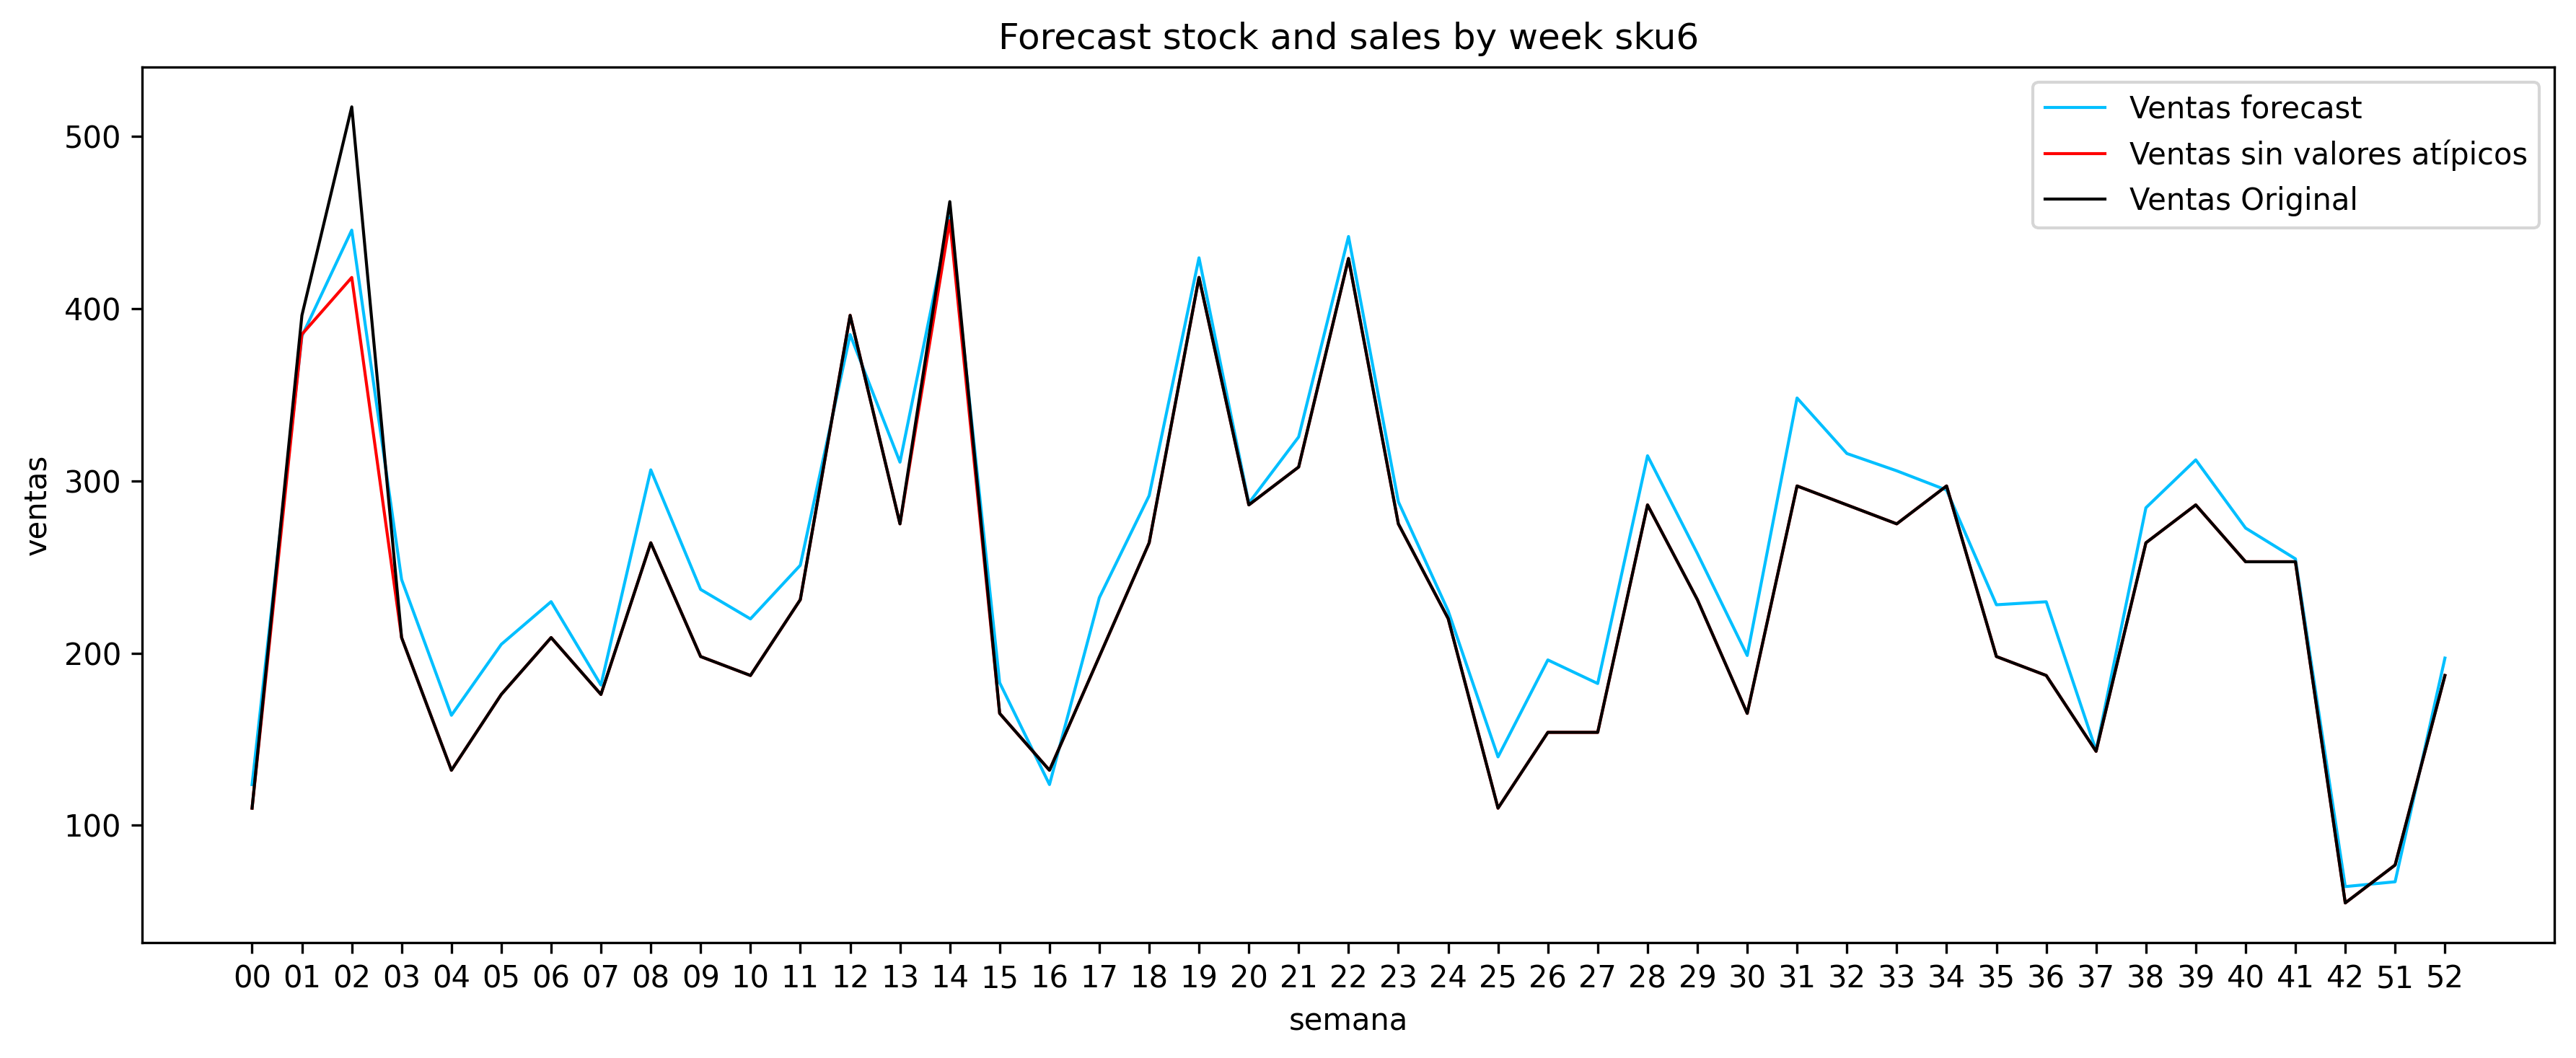 Forecast stock and sales by week sku6
Ventas forecast
Ventas sin valores atípicos
Ventas Original
500
400
300
200
100
ventas
00 01 02 03 04 05 06 07 08 09 10 11 12 13 14 15 16 17 18 19 20 21 22 23 24 25 26 27 28 29 30 31 32 33 34 35 36 37 38 39 40 41 42 51 52
semana